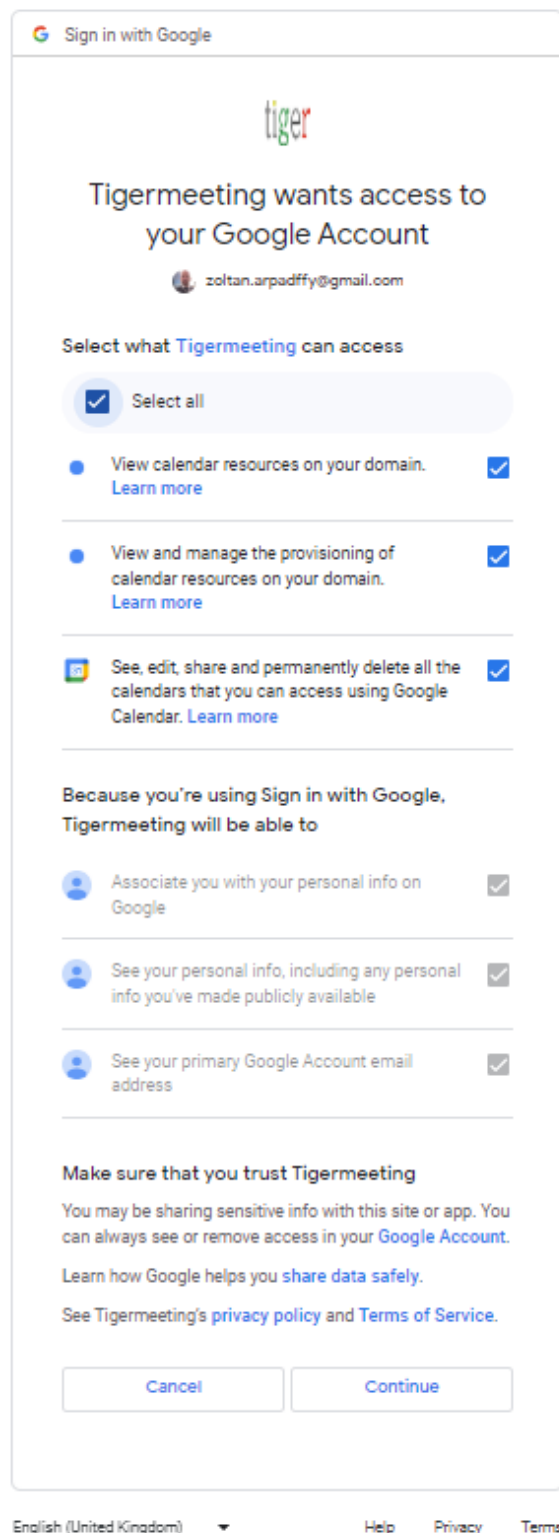 Sign in with Google
tiger
Tigermeeting wants access to
your Google Account
zoltan.arpadffy@gmail.com
Select what Tigermeeting can access
Select all
View calendar resources on your domain.
Learn more
View and manage the provisioning of
calendar resources on your domain.
Learn more
See, edit, share and permanently delete all the
calendars that you can access using Google
Calendar. Learn more
Because you're using Sign in with Google,
Tigermeeting will be able to
Associate you with your personal info on
Google
See your personal info, including any personal
info you've made publicly available
See your primary Google Account email
address
Make sure that you trust Tigermeeting
You may be sharing sensitive info with this site or app. You
can always see or remove access in your Google Account.
Learn how Google helps you share data safely.
See Tigermeeting's privacy policy and Terms of Service.
Cancel Continue
English (United Kingdom) Help Privacy Terms